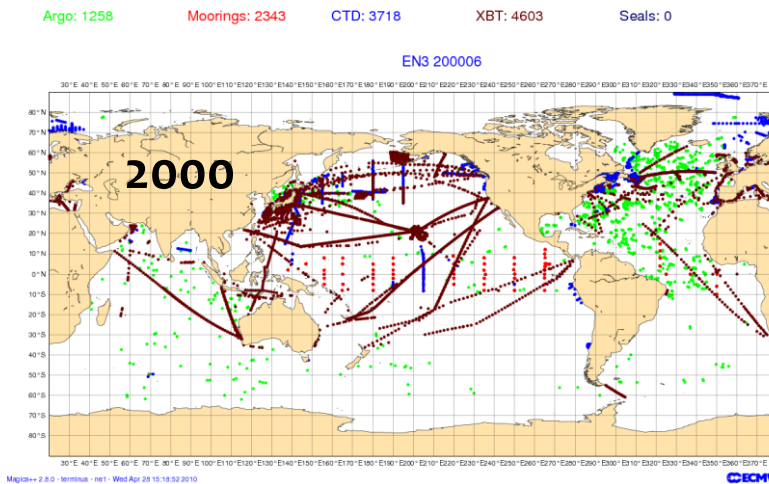 Argo: 1258 Moorings: 2343 CTD: 3718 XBT: 4603 Seals: 0
EN3 200006
30°E 40°E 50°E 60°E 70°E 80°E 90°E 100°E 110°E 120°E 130°E 140°E 150°E 160°E 170°E 180°E 190°E 200°E 210°E 220°E 230°E 240°E 250°E 260°E 270°E 280°E 290°E 300°E 310°E 320°E 330°E 340°E 350°E 360°E 370°E
80°N
70°N
60°N
2000
50°N
40°N
30°N
20°N
10°N
0°N
10°S
20°S
30°S
40°S
50°S
60°S
70°S
80°S
30°E 40°E 50°E 60°E 70°E 80°E 90°E 100°E 110°E 120°E 130°E 140°E 150°E 160°E 170°E 180°E 190°E 200°E 210°E 220°E 230°E 240°E 250°E 260°E 270°E 280°E 290°E 300°E 310°E 320°E 330°E 340°E 350°E 360°E 370°E
Magics++ 2.8.0 - terminus - ne1 - Wed Apr 28 15:18:52 2010